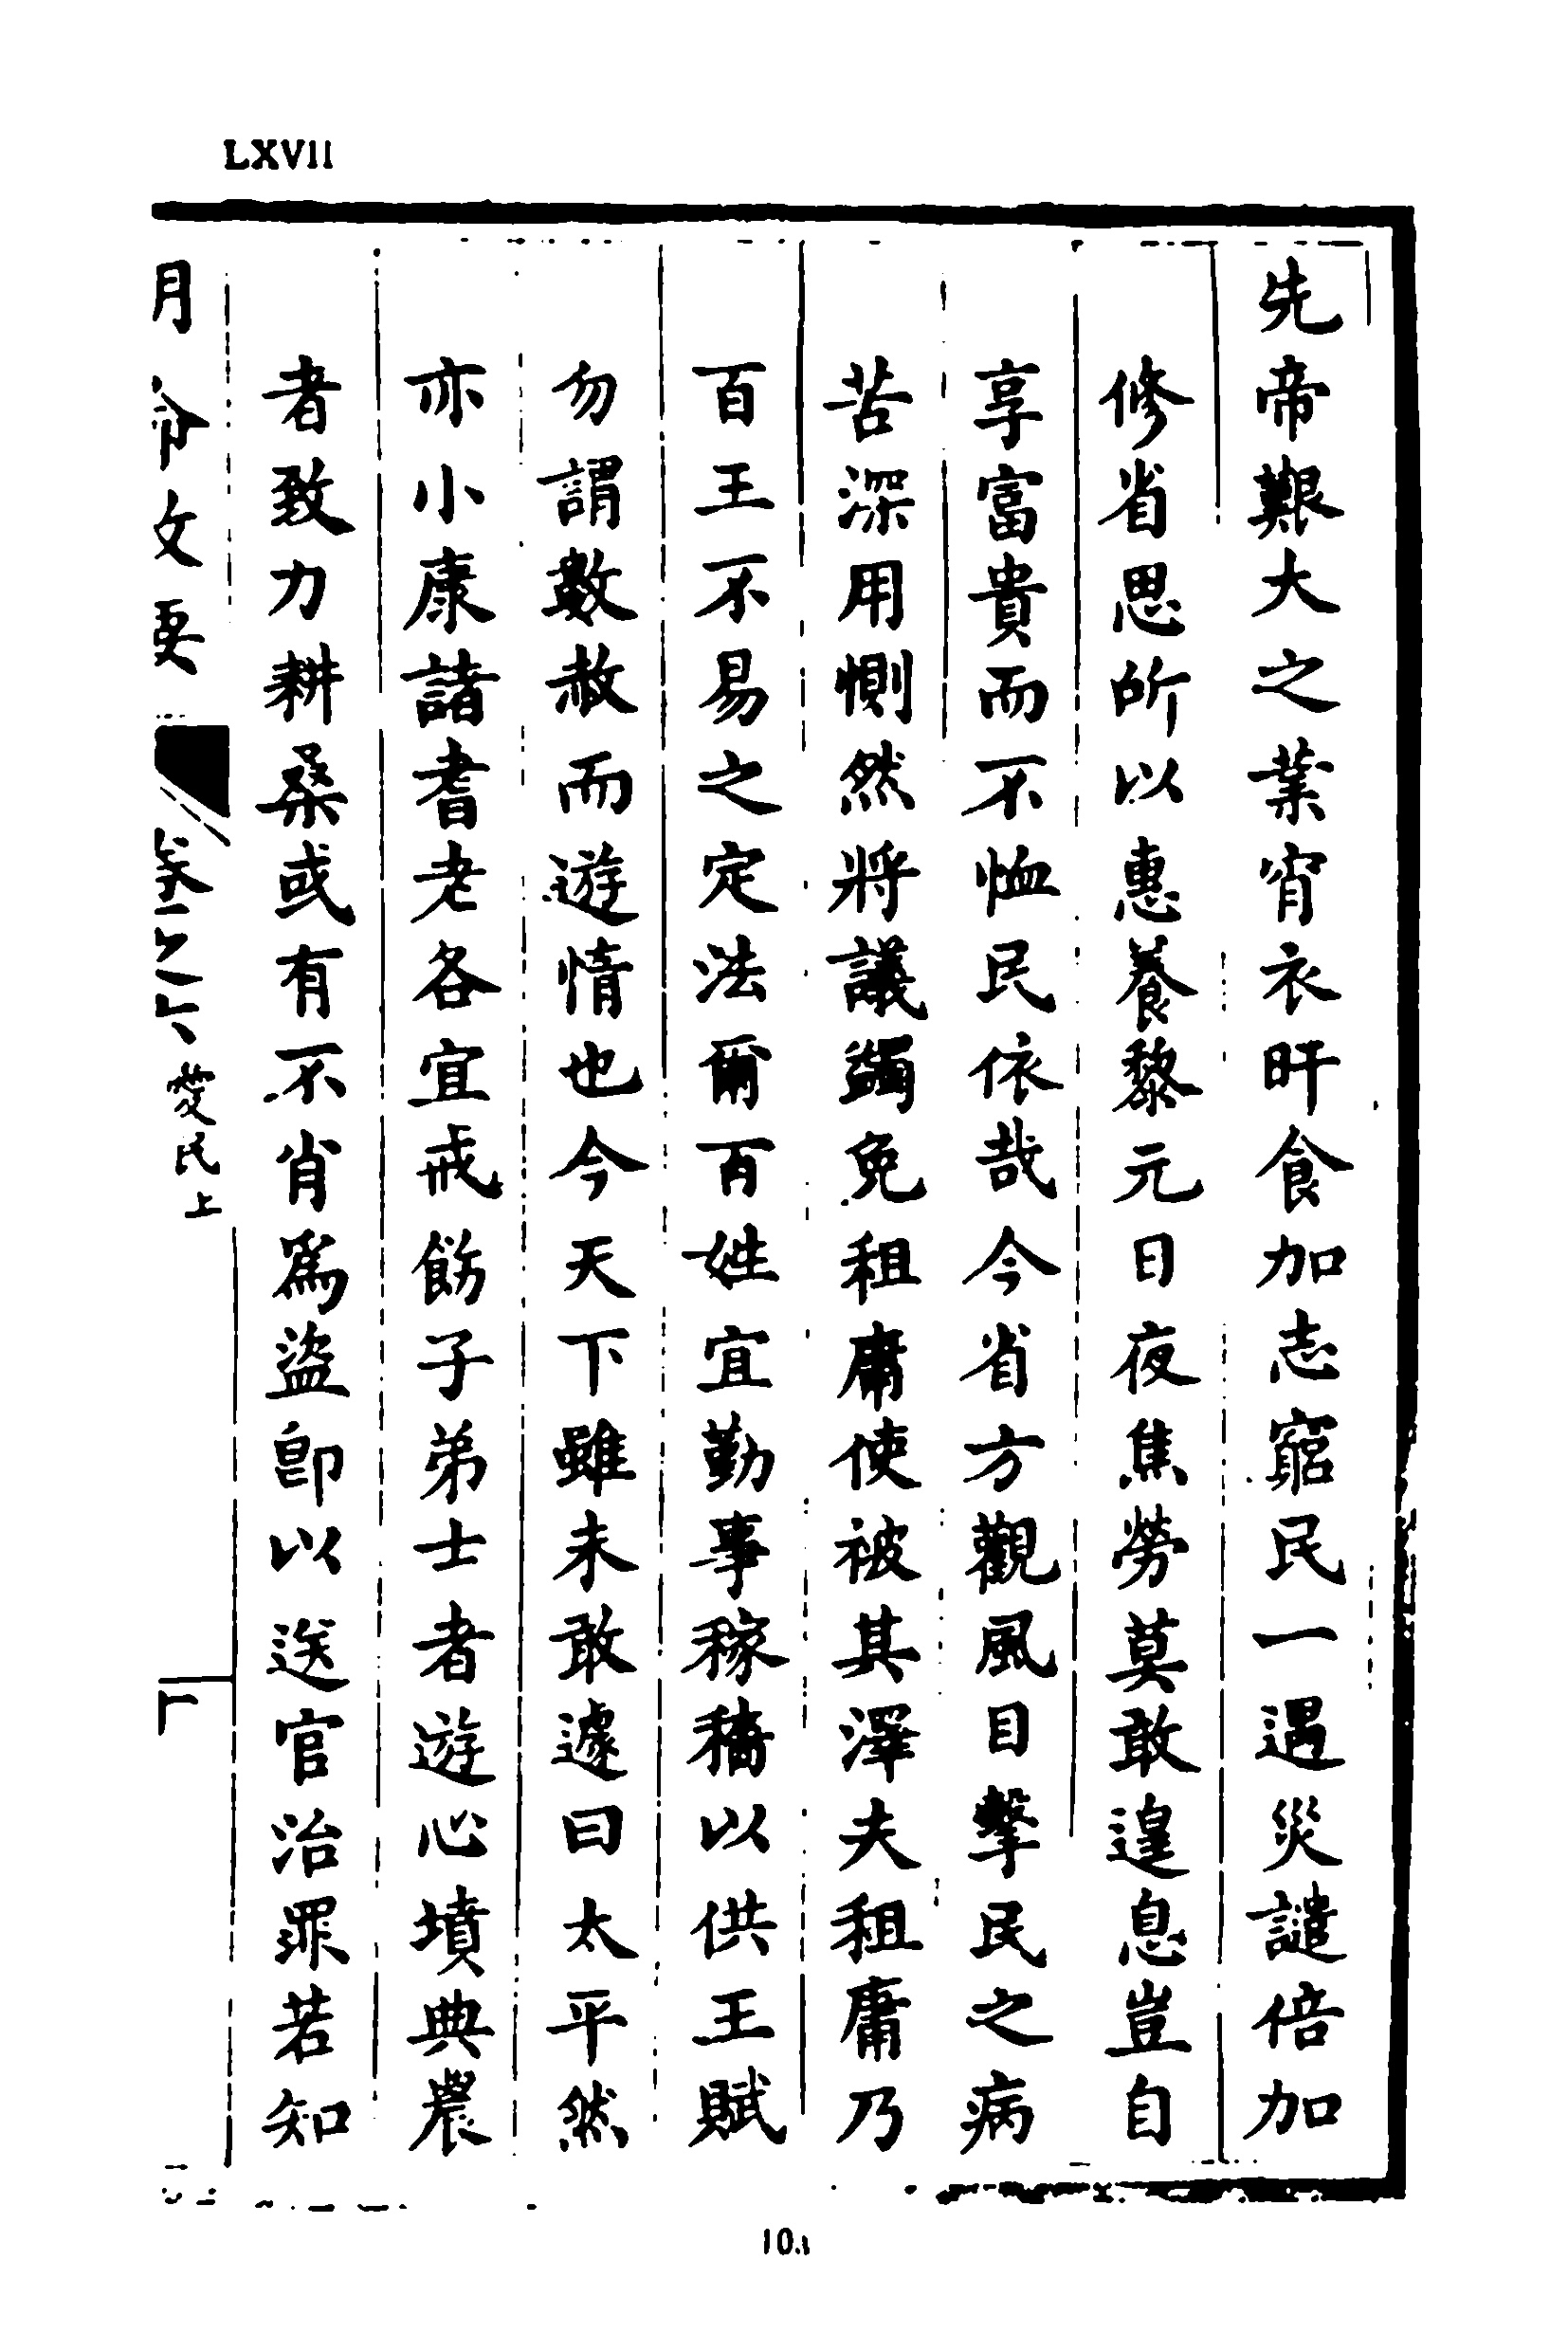 LXVII
先帝艱大之業宵衣旰食加志窮民一遇災譴倍加
修省思所以惠養黎元日夜焦勞莫敢遑息豈自
享富貴而不恤民依哉今省方觀風目擊民之病
苦深用惻然將議蠲免租庸使被其澤夫租庸乃
百王不易之定法爾百姓宜勤事稼穡以供王賦
勿謂數赦而遊惰也今天下雖未敢遽曰太平然
亦小康諸耆老各宜戒飭子弟士者遊心墳典農
者致力耕桑或有不肖爲盜卽以送官治罪若知
明命文要 卷之六 愛民上